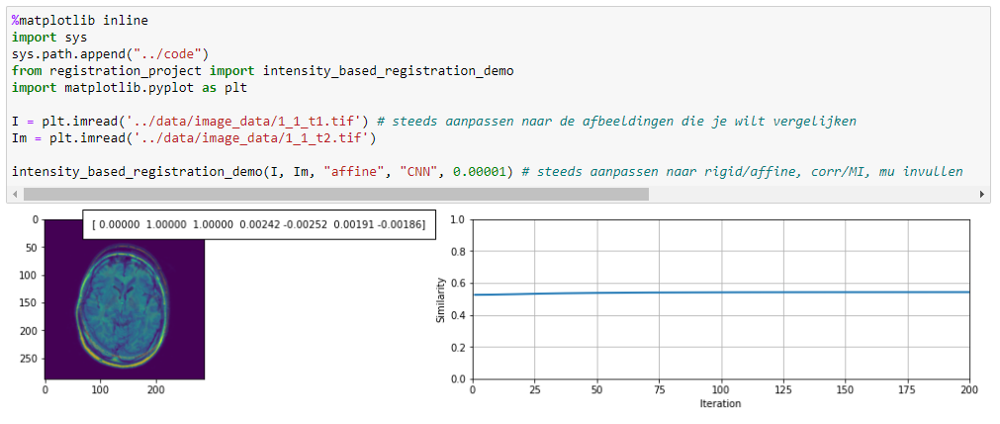 %matplotlib inline
import sys
sys.path.append("../code")
from registration_project import intensity_based_registration_demo
import matplotlib.pyplot as plt
I = plt.imread('../data/image_data/1_1_t1.tif') # steeds aanpassen naar de afbeeldingen die je wilt vergelijken
Im = plt.imread('../data/image_data/1_1_t2.tif')
intensity_based_registration_demo(I, Im, "affine", "CNN", 0.00001) # steeds aanpassen naar rigid/affine, corr/MI, mu invullen
[ 0.00000 1.00000 1.00000 0.00242 -0.00252 0.00191 -0.00186]
0
50
100
150
200
250
0 100 200
Similarity
1.0
0.8
0.6
0.4
0.2
0.0
0 25 50 75 100 125 150 175 200
Iteration